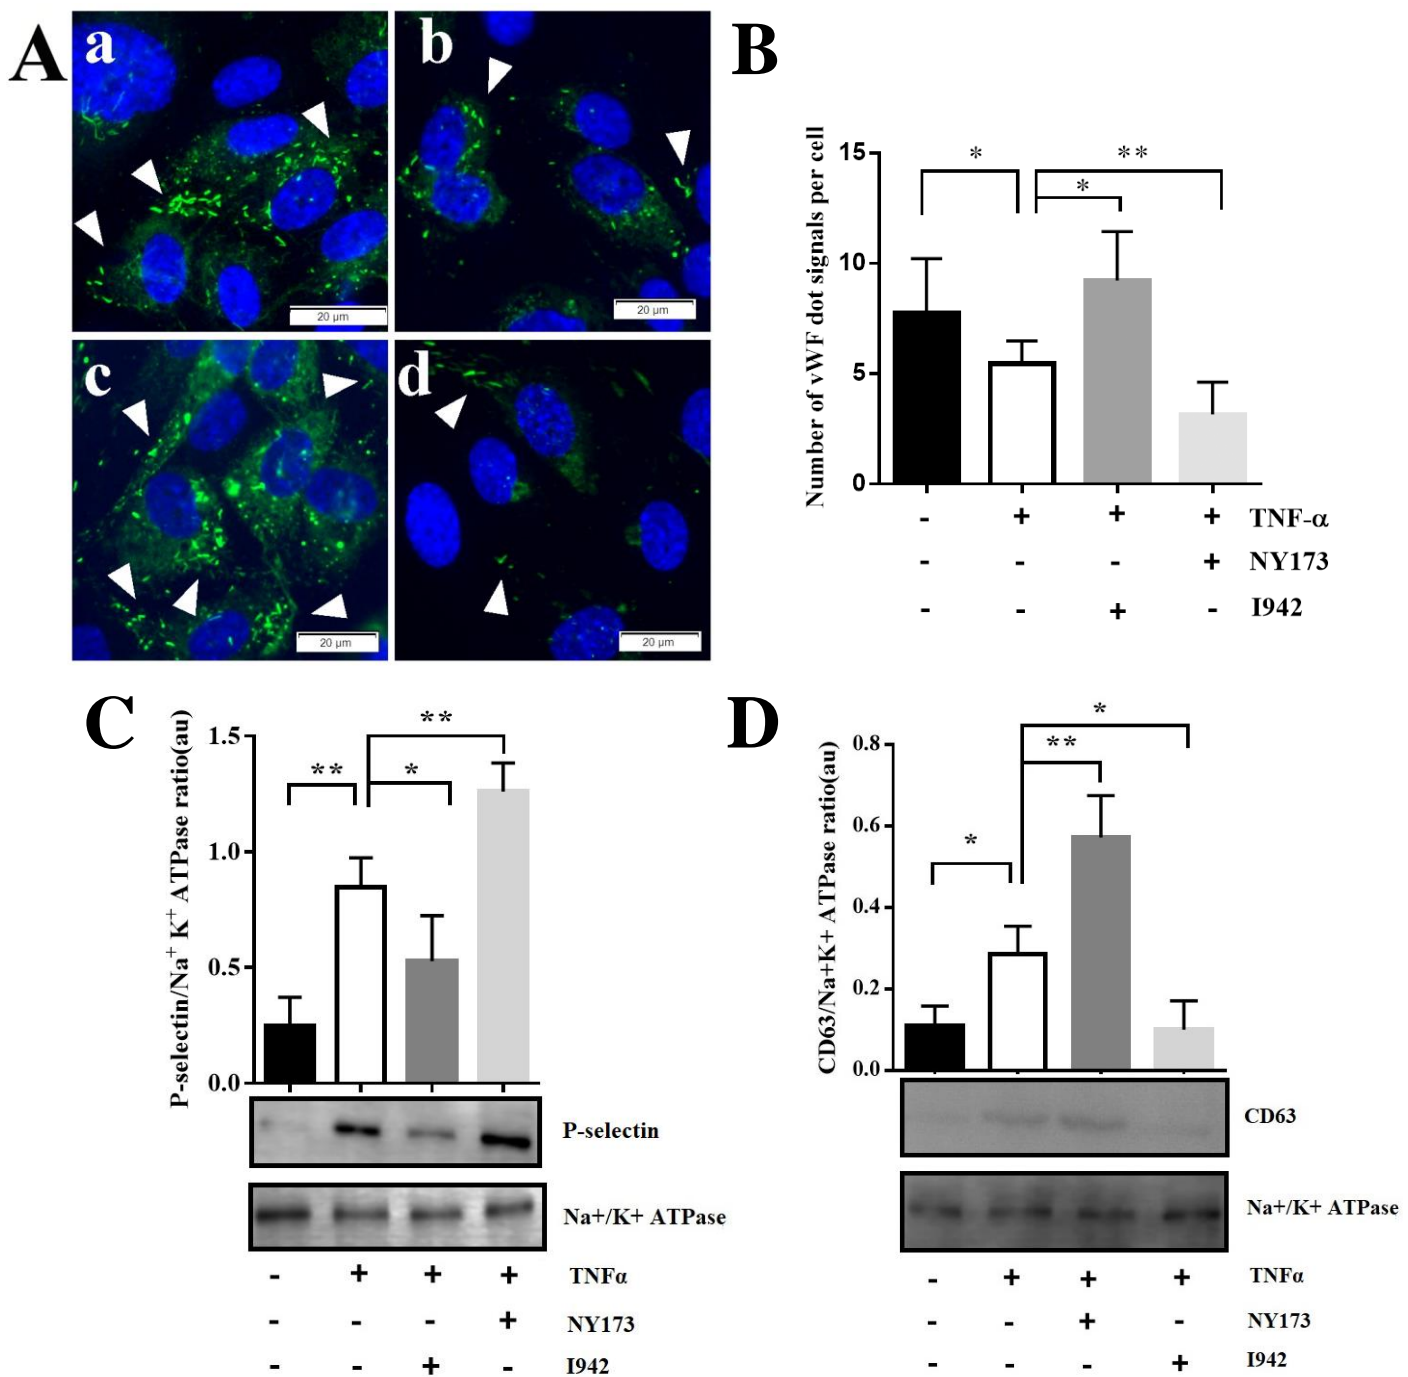 A
a
b
20 µm
20 µm
c
d
20 µm
20 µm
B
Number of vWF dot signals per cell
15
10
5
0
*
**
*
- + + + TNF-α
- - - + NY173
- - + - I942
C
P-selectin/Na+ K+ ATPase ratio(au)
1.5
1.0
0.5
0.0
**
**
*
P-selectin
Na+/K+ ATPase
- + + + TNFα
- - - + NY173
- - + - I942
D
CD63/Na+K+ ATPase ratio(au)
0.8
0.6
0.4
0.2
0.0
*
**
*
CD63
Na+/K+ ATPase
- + + + TNFα
- - + - NY173
- - - + I942